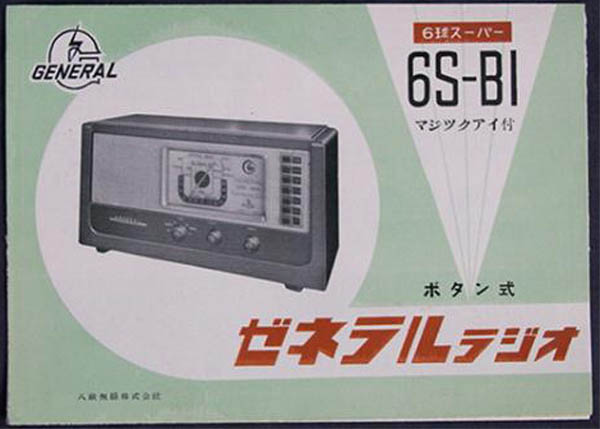 GENERAL
6球スーパー
6S-B1
マジックアイ付
ボタン式
ゼネラルラジオ
八欧無線株式会社